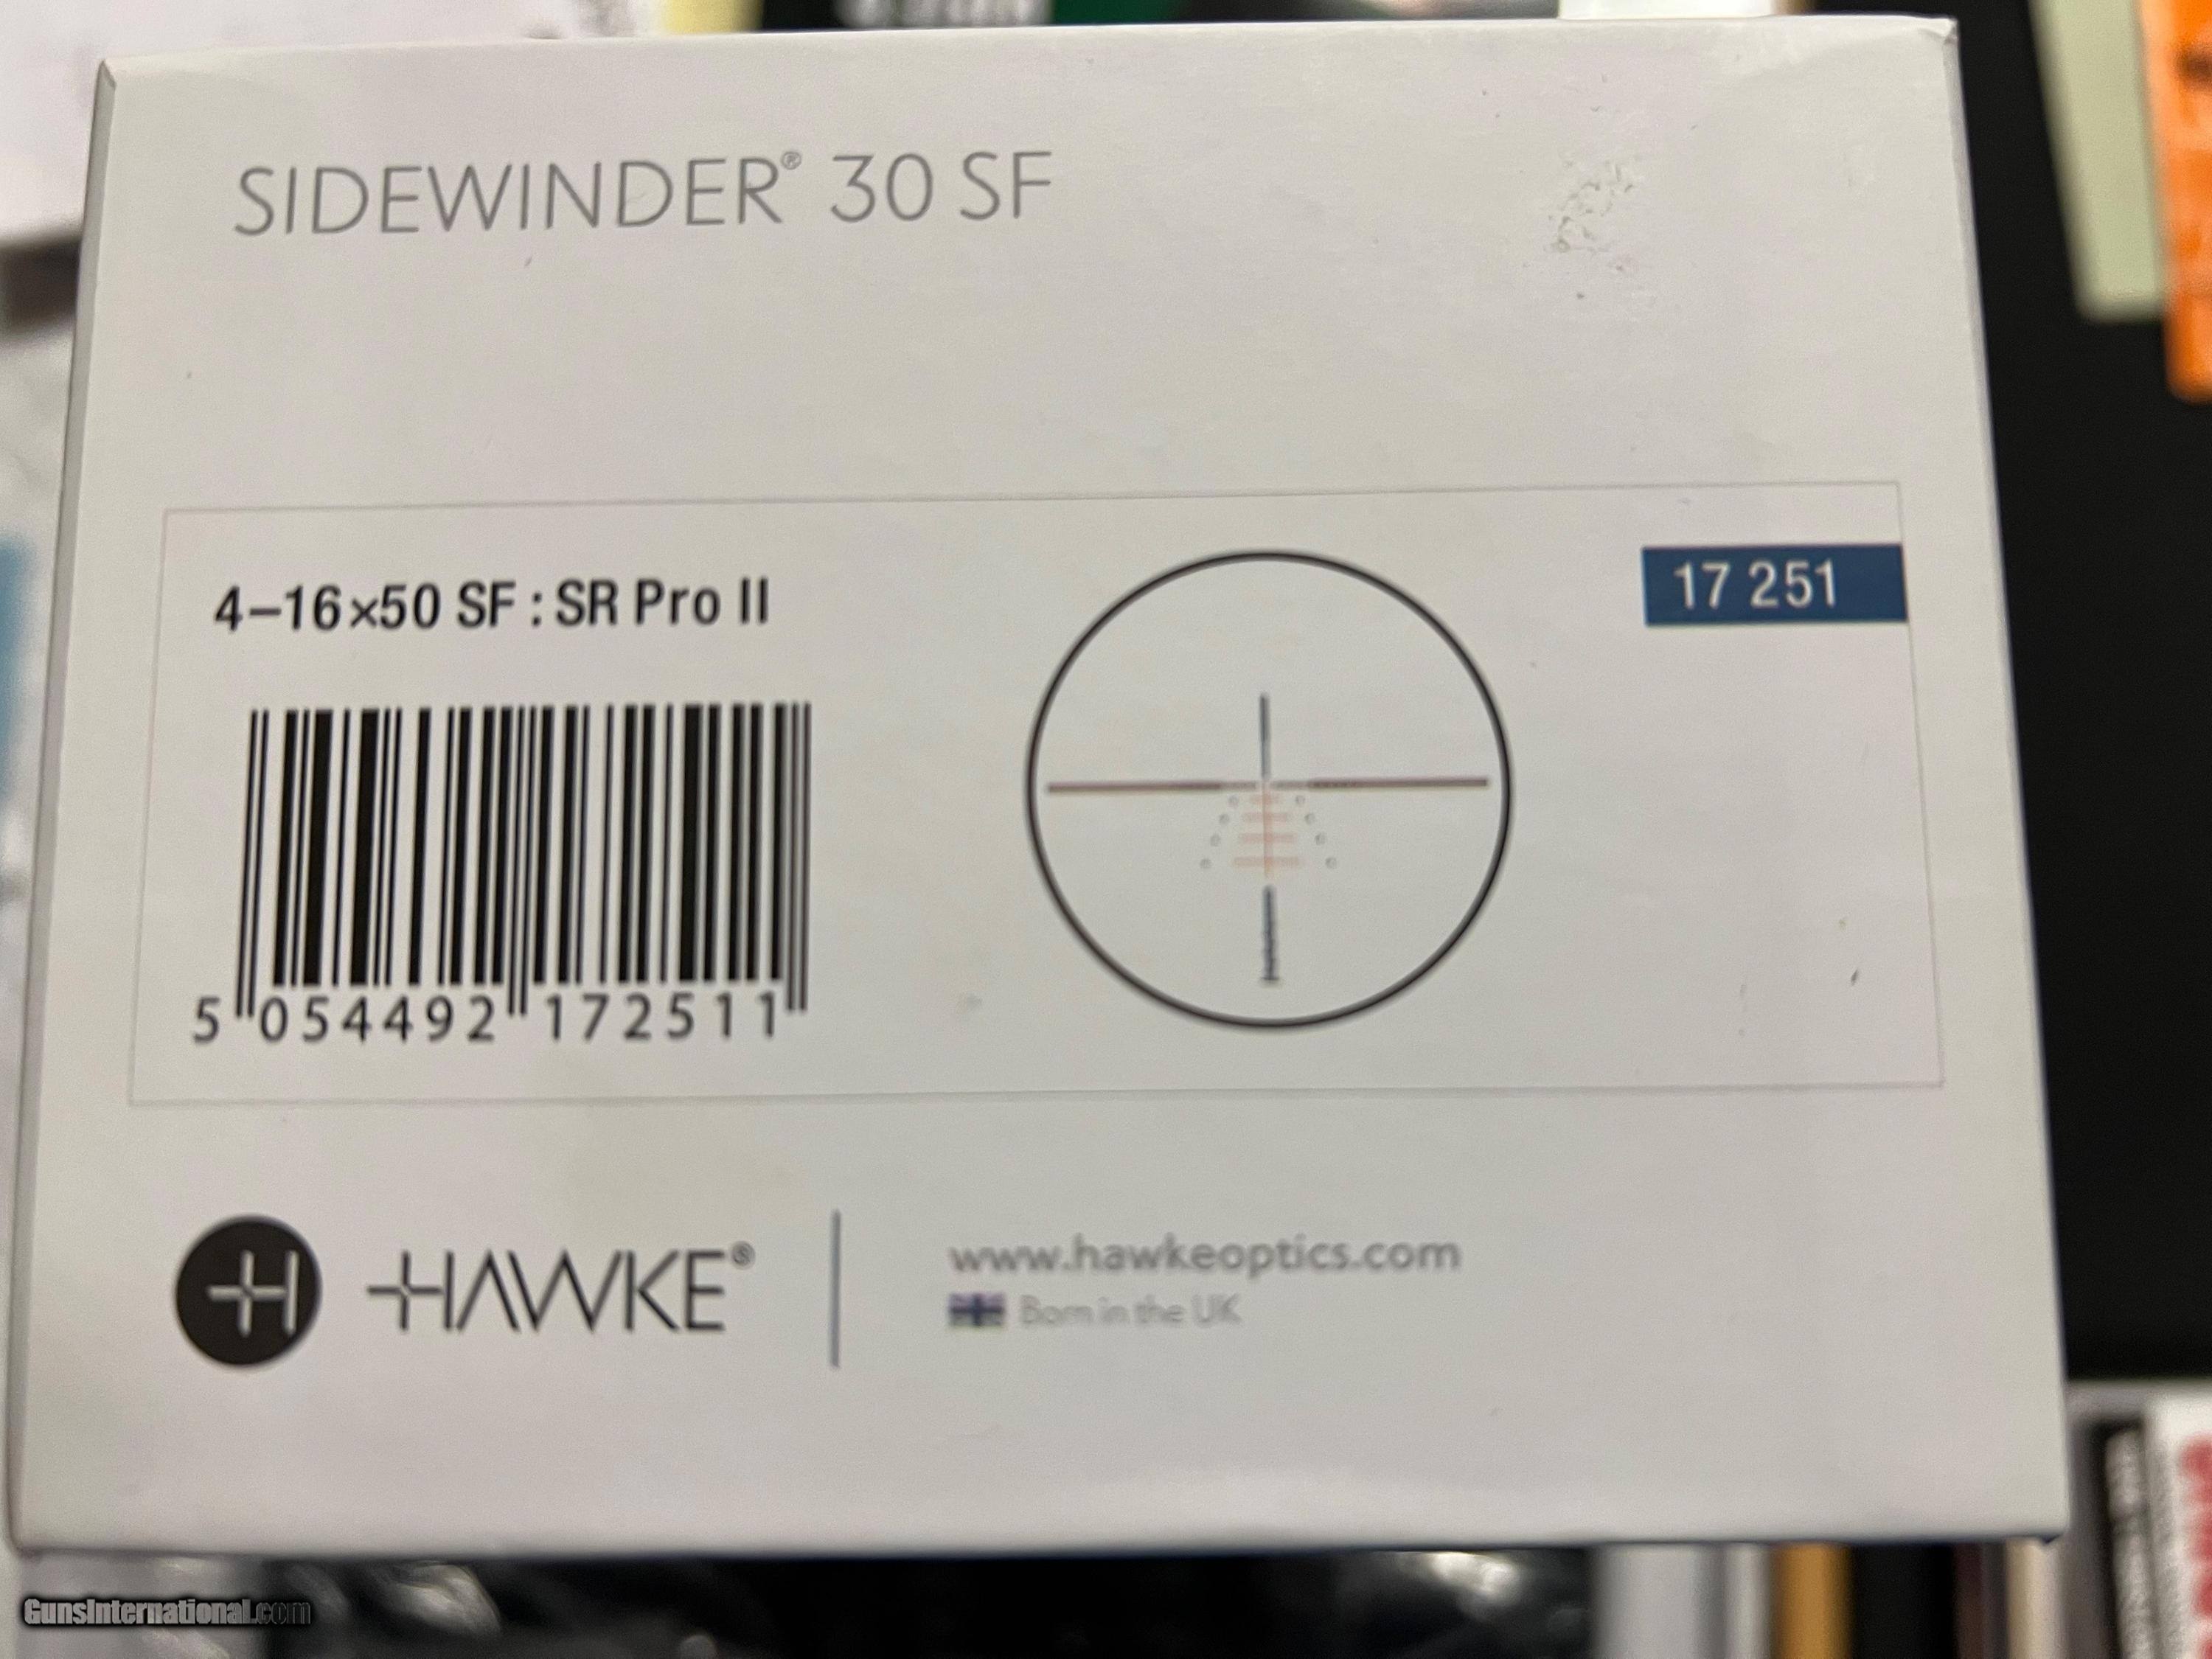 SIDEWINDER® 30 SF
4–16×50 SF : SR Pro II
17 251
5 054492 172511
HAWKE®
www.hawkeoptics.com
Born in the UK
GunsInternational.com